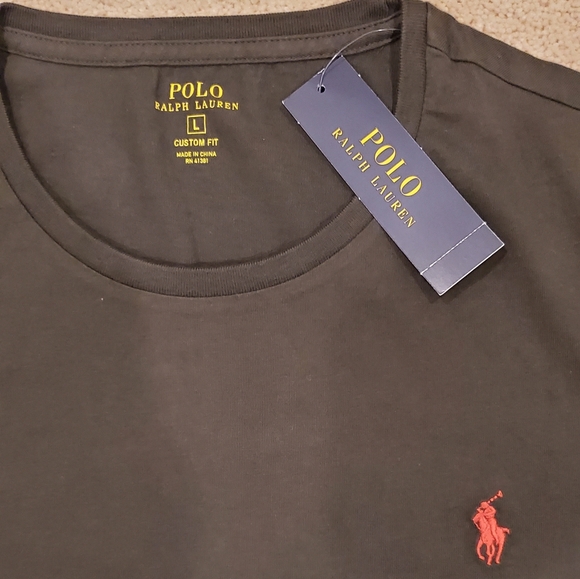 POLO
RALPH LAUREN
L
CUSTOM FIT
MADE IN CHINA
RN 41381
POLO
RALPH LAUREN